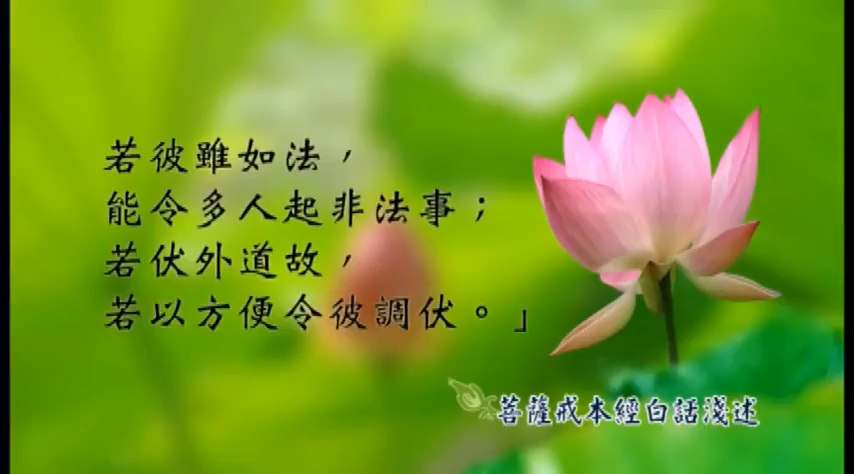 若彼雖如法，
能令多人起非法事；
若伏外道故，
若以方便令彼調伏。」
菩薩戒本經白話淺述